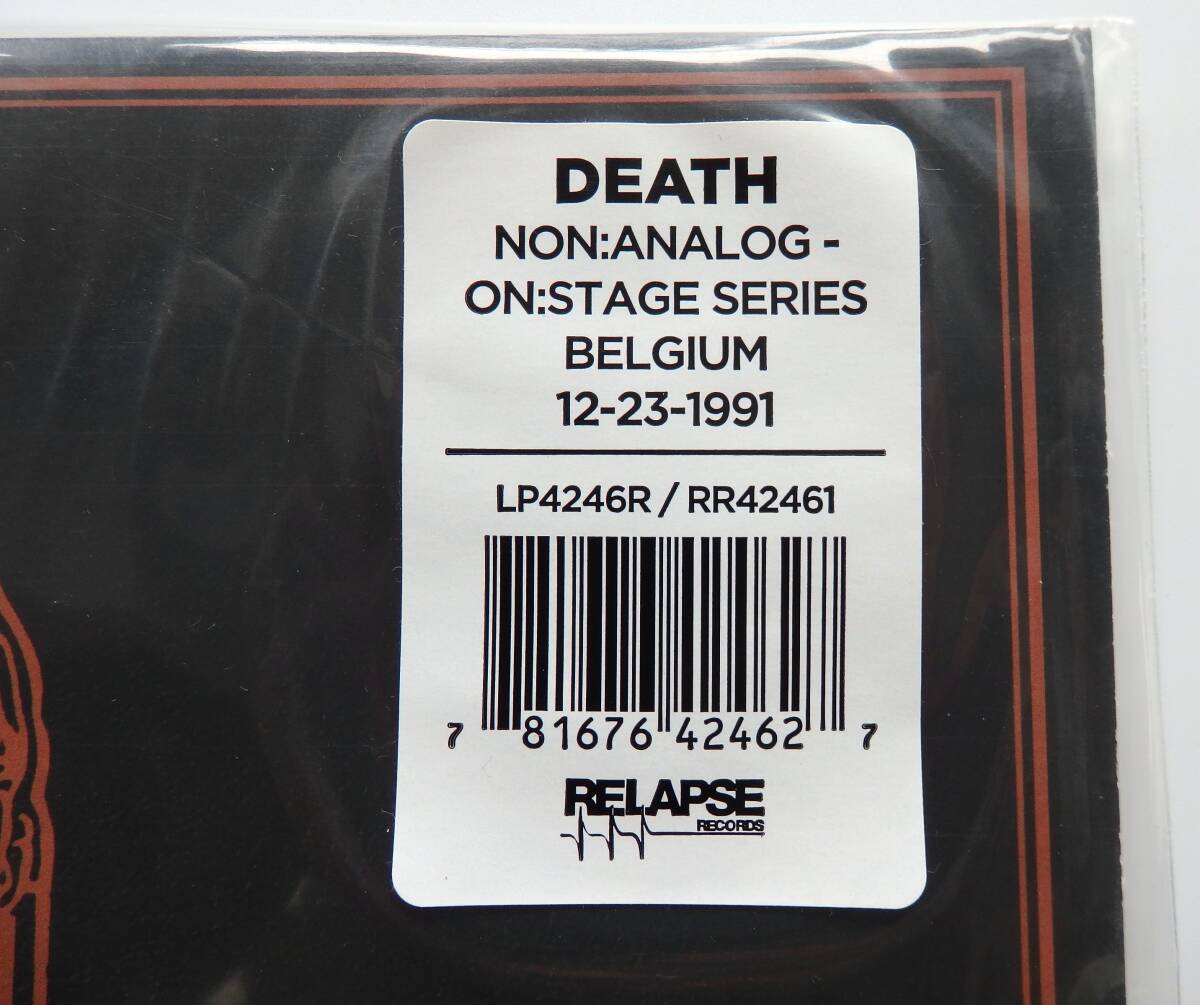 DEATH
NON:ANALOG -
ON:STAGE SERIES
BELGIUM
12-23-1991
LP4246R / RR42461
7 81676 42462 7
RELAPSE
RECORDS